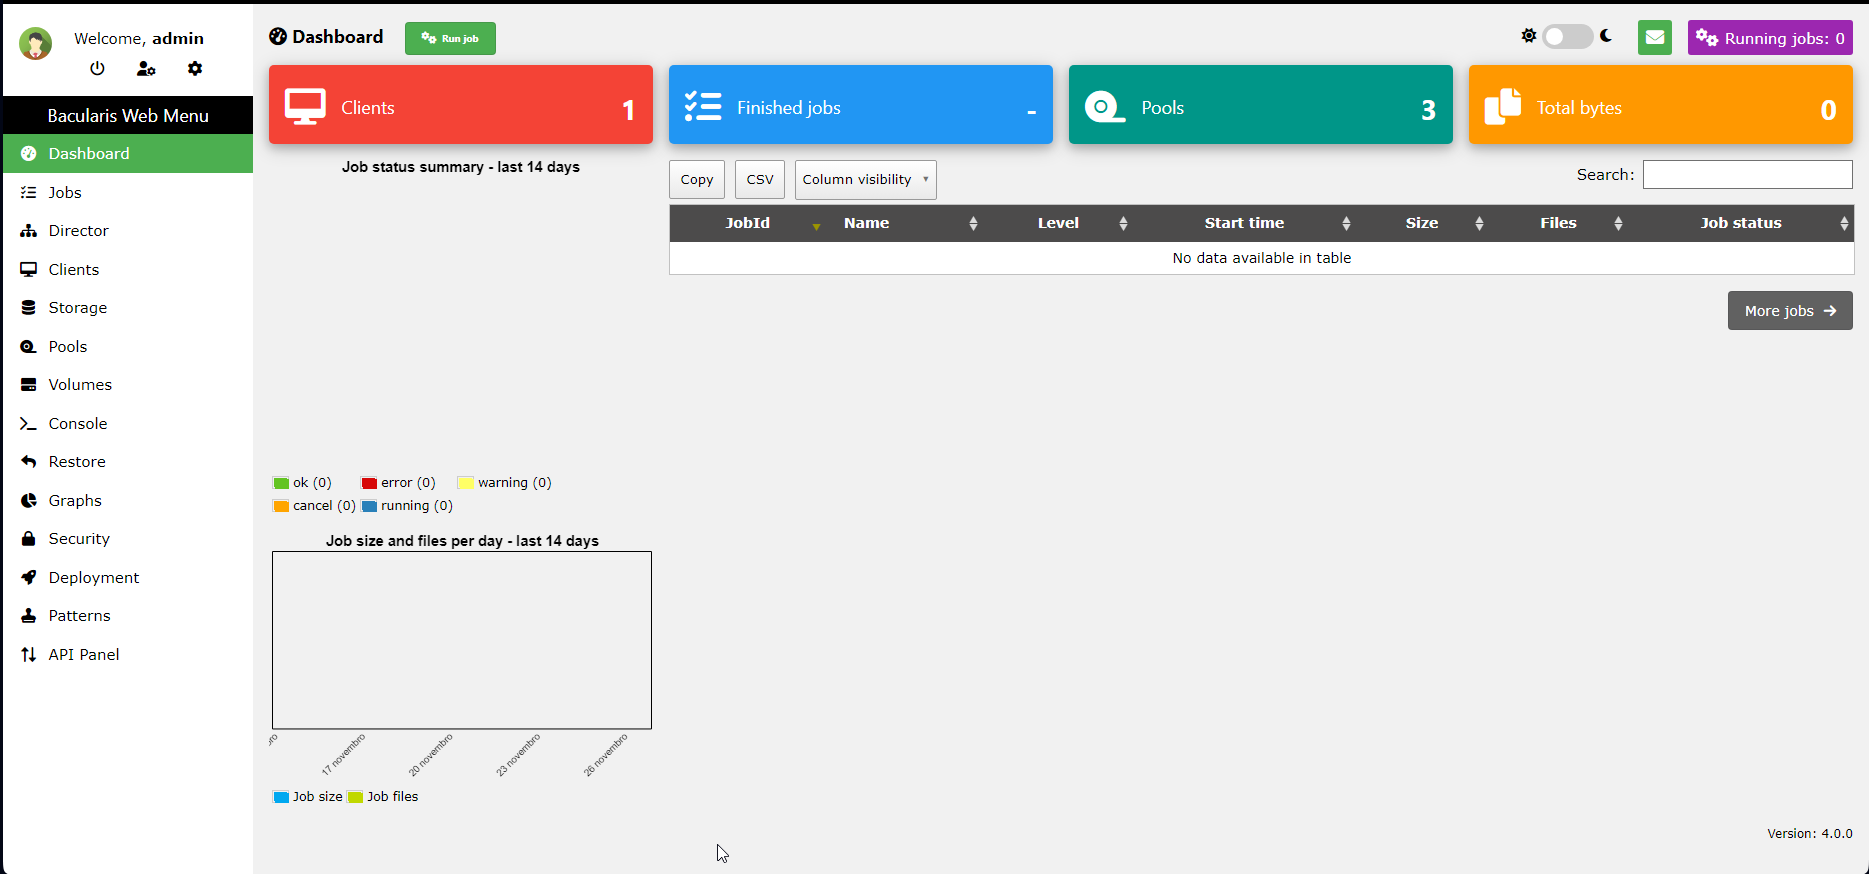 Welcome, admin
Bacularis Web Menu
Dashboard
Jobs
Director
Clients
Storage
Pools
Volumes
Console
Restore
Graphs
Security
Deployment
Patterns
API Panel
Dashboard
Run job
Running jobs: 0
Clients 1
Finished jobs -
Pools 3
Total bytes 0
Job status summary - last 14 days
ok (0) error (0) warning (0)
cancel (0) running (0)
Job size and files per day - last 14 days
17 novembro 20 novembro 23 novembro 26 novembro
Job size Job files
Copy CSV Column visibility
Search:
JobId Name Level Start time Size Files Job status
No data available in table
More jobs
Version: 4.0.0